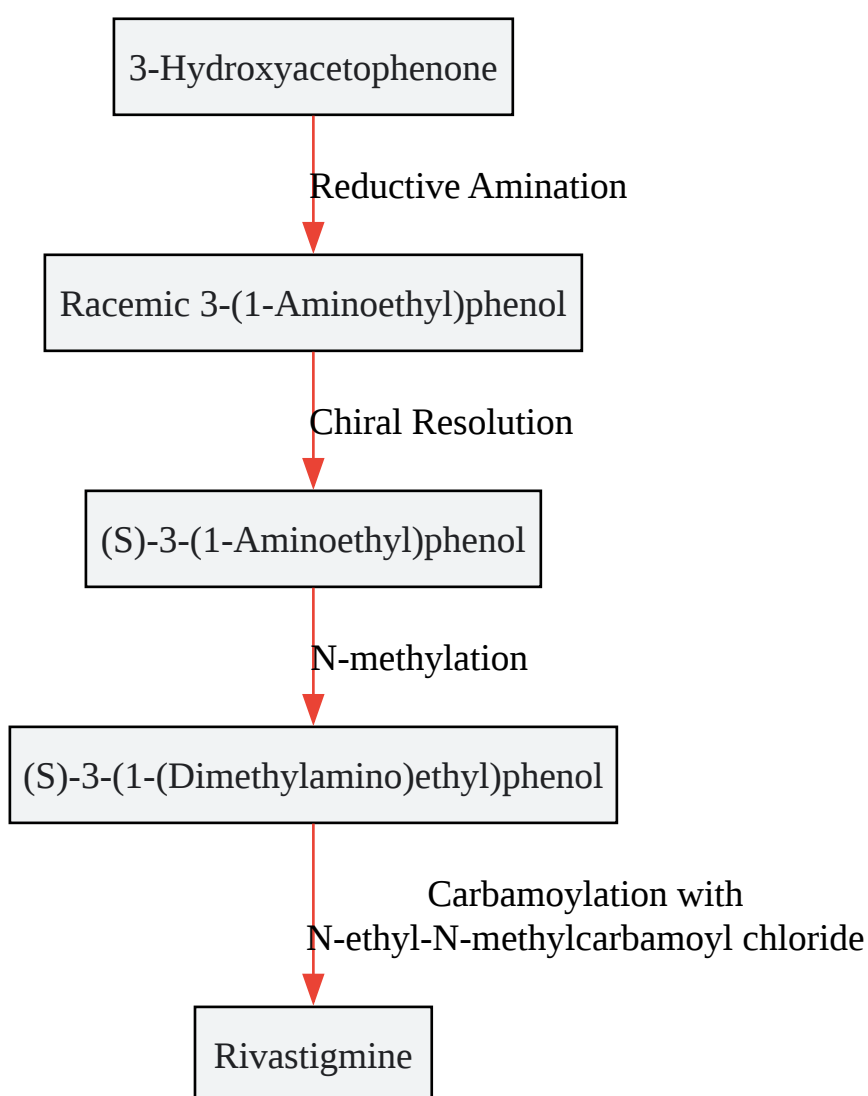 3-Hydroxyacetophenone
Reductive Amination
Racemic 3-(1-Aminoethyl)phenol
Chiral Resolution
(S)-3-(1-Aminoethyl)phenol
N-methylation
(S)-3-(1-(Dimethylamino)ethyl)phenol
Carbamoylation with
N-ethyl-N-methylcarbamoyl chloride
Rivastigmine